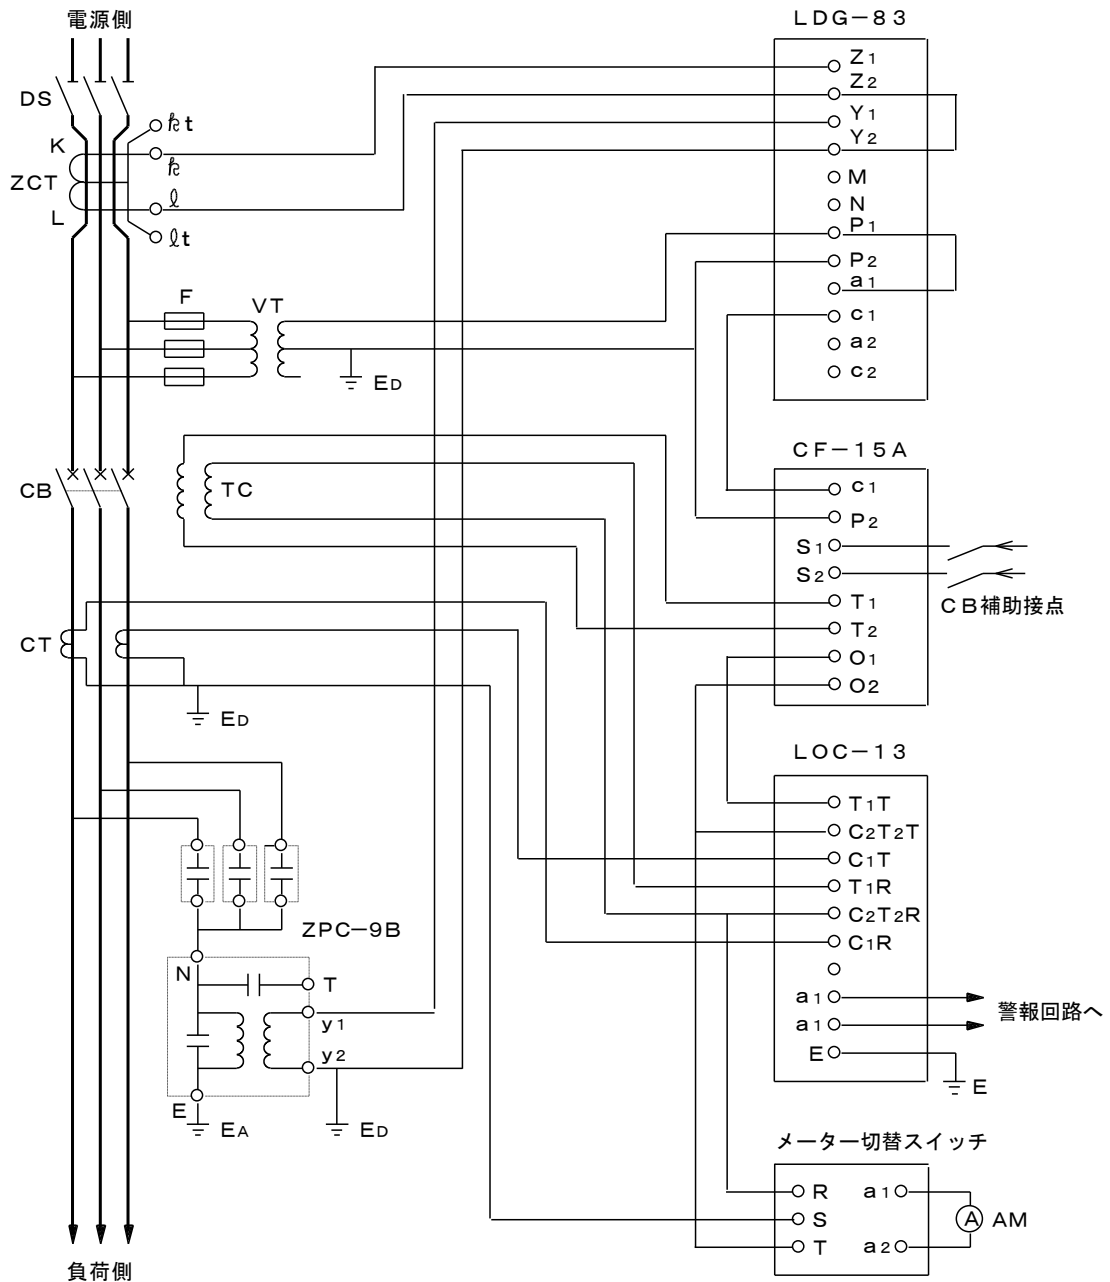 電源側
LDG－83
DS
K
ZCT
L
kt
k
ℓ
ℓt
Z1
Z2
Y1
Y2
M
N
P1
P2
a1
c1
a2
c2
F
VT
ED
CF－15A
CB
TC
c1
P2
S1
S2
T1
T2
O1
O2
CB補助接点
CT
ED
LOC－13
T1T
C2T2T
C1T
T1R
C2T2R
C1R
a1
a1
E
警報回路へ
E
ZPC－9B
N
T
y1
y2
E
EA
ED
メーター切替スイッチ
R
S
T
a1
a2
A
AM
負荷側